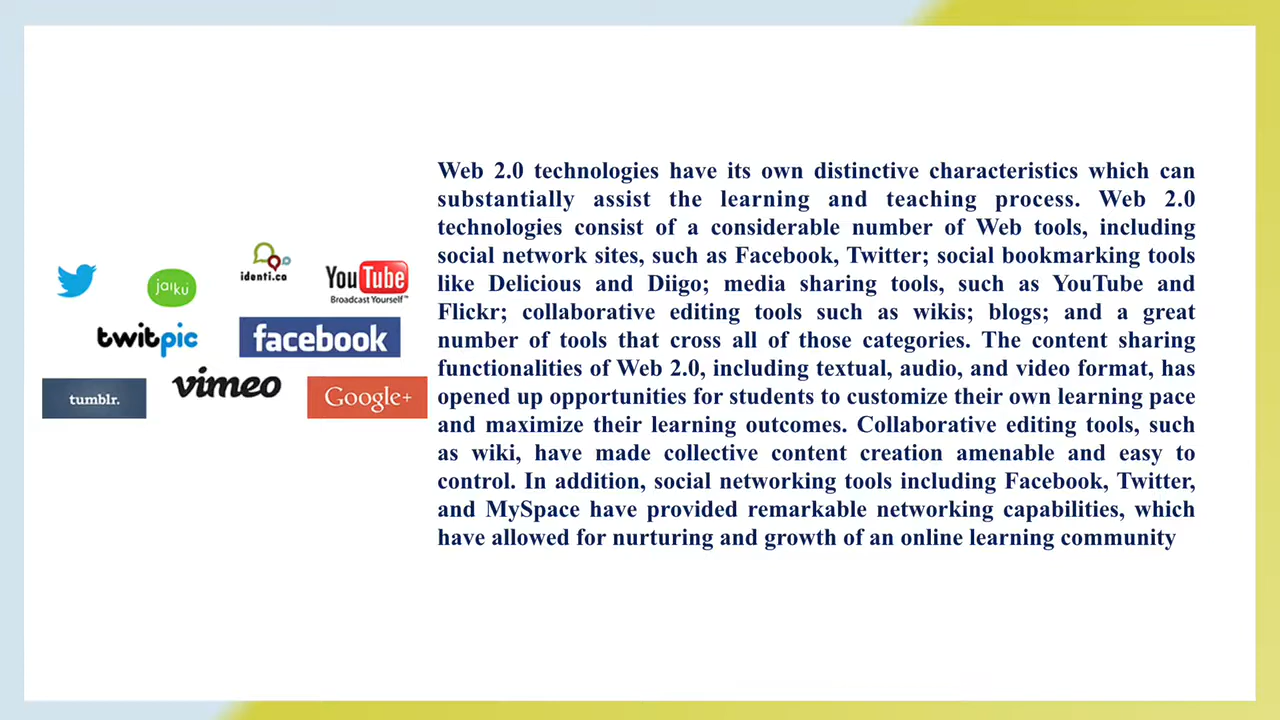 identi.ca
jaiku
YouTube
Broadcast Yourself™
twitpic
facebook
tumblr.
vimeo
Google+
Web 2.0 technologies have its own distinctive characteristics which can
substantially assist the learning and teaching process. Web 2.0
technologies consist of a considerable number of Web tools, including
social network sites, such as Facebook, Twitter; social bookmarking tools
like Delicious and Diigo; media sharing tools, such as YouTube and
Flickr; collaborative editing tools such as wikis; blogs; and a great
number of tools that cross all of those categories. The content sharing
functionalities of Web 2.0, including textual, audio, and video format, has
opened up opportunities for students to customize their own learning pace
and maximize their learning outcomes. Collaborative editing tools, such
as wiki, have made collective content creation amenable and easy to
control. In addition, social networking tools including Facebook, Twitter,
and MySpace have provided remarkable networking capabilities, which
have allowed for nurturing and growth of an online learning community